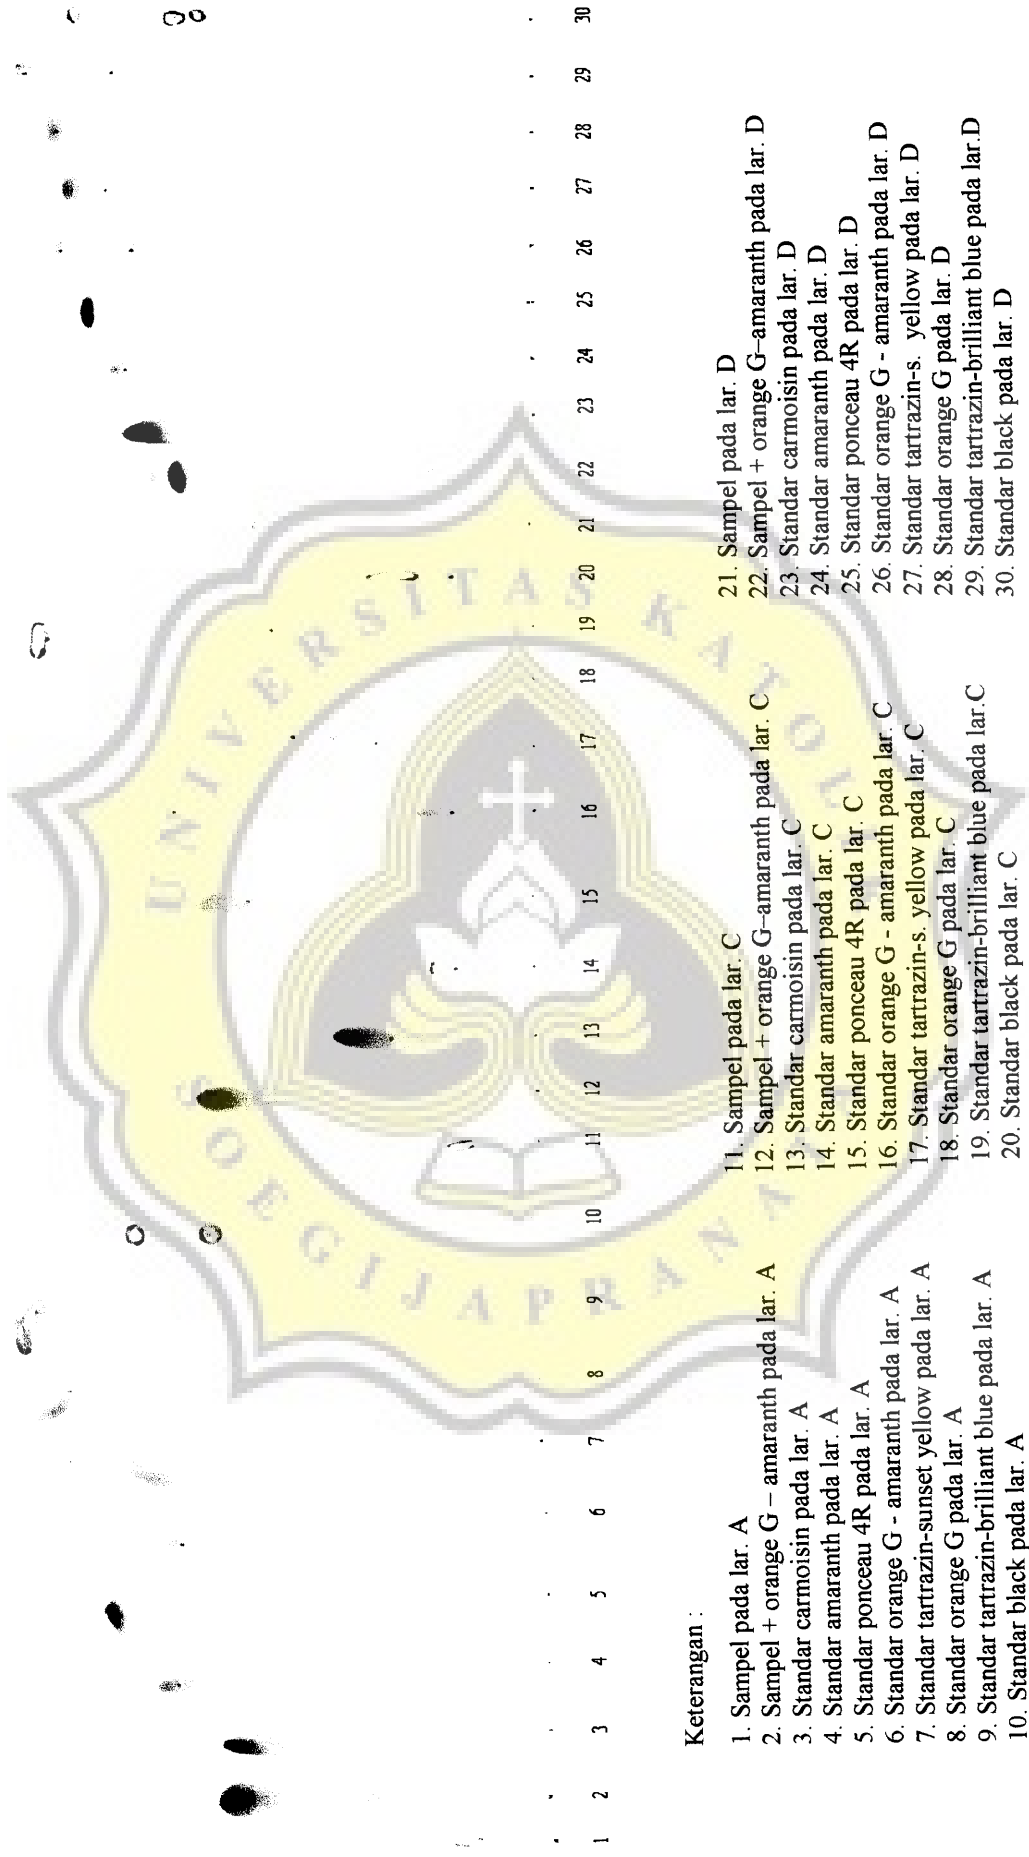 1 2 3 4 5 6 7 8 9 10 11 12 13 14 15 16 17 18 19 20 21 22 23 24 25 26 27 28 29 30
Keterangan :
1. Sampel pada lar. A
2. Sampel + orange G – amaranth pada lar. A
3. Standar carmoisin pada lar. A
4. Standar amaranth pada lar. A
5. Standar ponceau 4R pada lar. A
6. Standar orange G - amaranth pada lar. A
7. Standar tartrazin-sunset yellow pada lar. A
8. Standar orange G pada lar. A
9. Standar tartrazin-brilliant blue pada lar. A
10. Standar black pada lar. A
11. Sampel pada lar. C
12. Sampel + orange G–amaranth pada lar. C
13. Standar carmoisin pada lar. C
14. Standar amaranth pada lar. C
15. Standar ponceau 4R pada lar. C
16. Standar orange G - amaranth pada lar. C
17. Standar tartrazin-s. yellow pada lar. C
18. Standar orange G pada lar. C
19. Standar tartrazin-brilliant blue pada lar.C
20. Standar black pada lar. C
21. Sampel pada lar. D
22. Sampel + orange G–amaranth pada lar. D
23. Standar carmoisin pada lar. D
24. Standar amaranth pada lar. D
25. Standar ponceau 4R pada lar. D
26. Standar orange G - amaranth pada lar. D
27. Standar tartrazin-s. yellow pada lar. D
28. Standar orange G pada lar. D
29. Standar tartrazin-brilliant blue pada lar.D
30. Standar black pada lar. D
UNIVERSITAS KATOLIK
SOEGIJAPRANATA